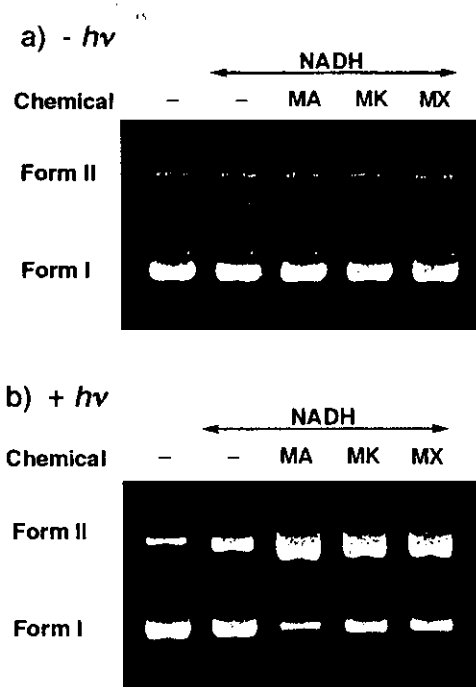 a) - hν
NADH
Chemical – – MA MK MX
Form II
Form I
b) + hν
NADH
Chemical – – MA MK MX
Form II
Form I